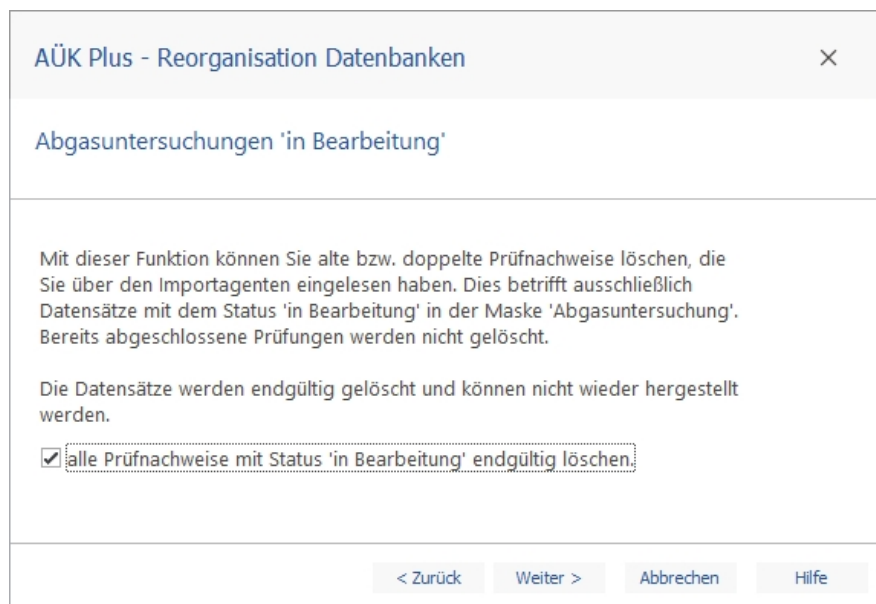 AÜK Plus - Reorganisation Datenbanken
Abgasuntersuchungen 'in Bearbeitung'
Mit dieser Funktion können Sie alte bzw. doppelte Prüfnachweise löschen, die
Sie über den Importagenten eingelesen haben. Dies betrifft ausschließlich
Datensätze mit dem Status 'in Bearbeitung' in der Maske 'Abgasuntersuchung'.
Bereits abgeschlossene Prüfungen werden nicht gelöscht.
Die Datensätze werden endgültig gelöscht und können nicht wieder hergestellt
werden.
alle Prüfnachweise mit Status 'in Bearbeitung' endgültig löschen.
< Zurück Weiter > Abbrechen Hilfe